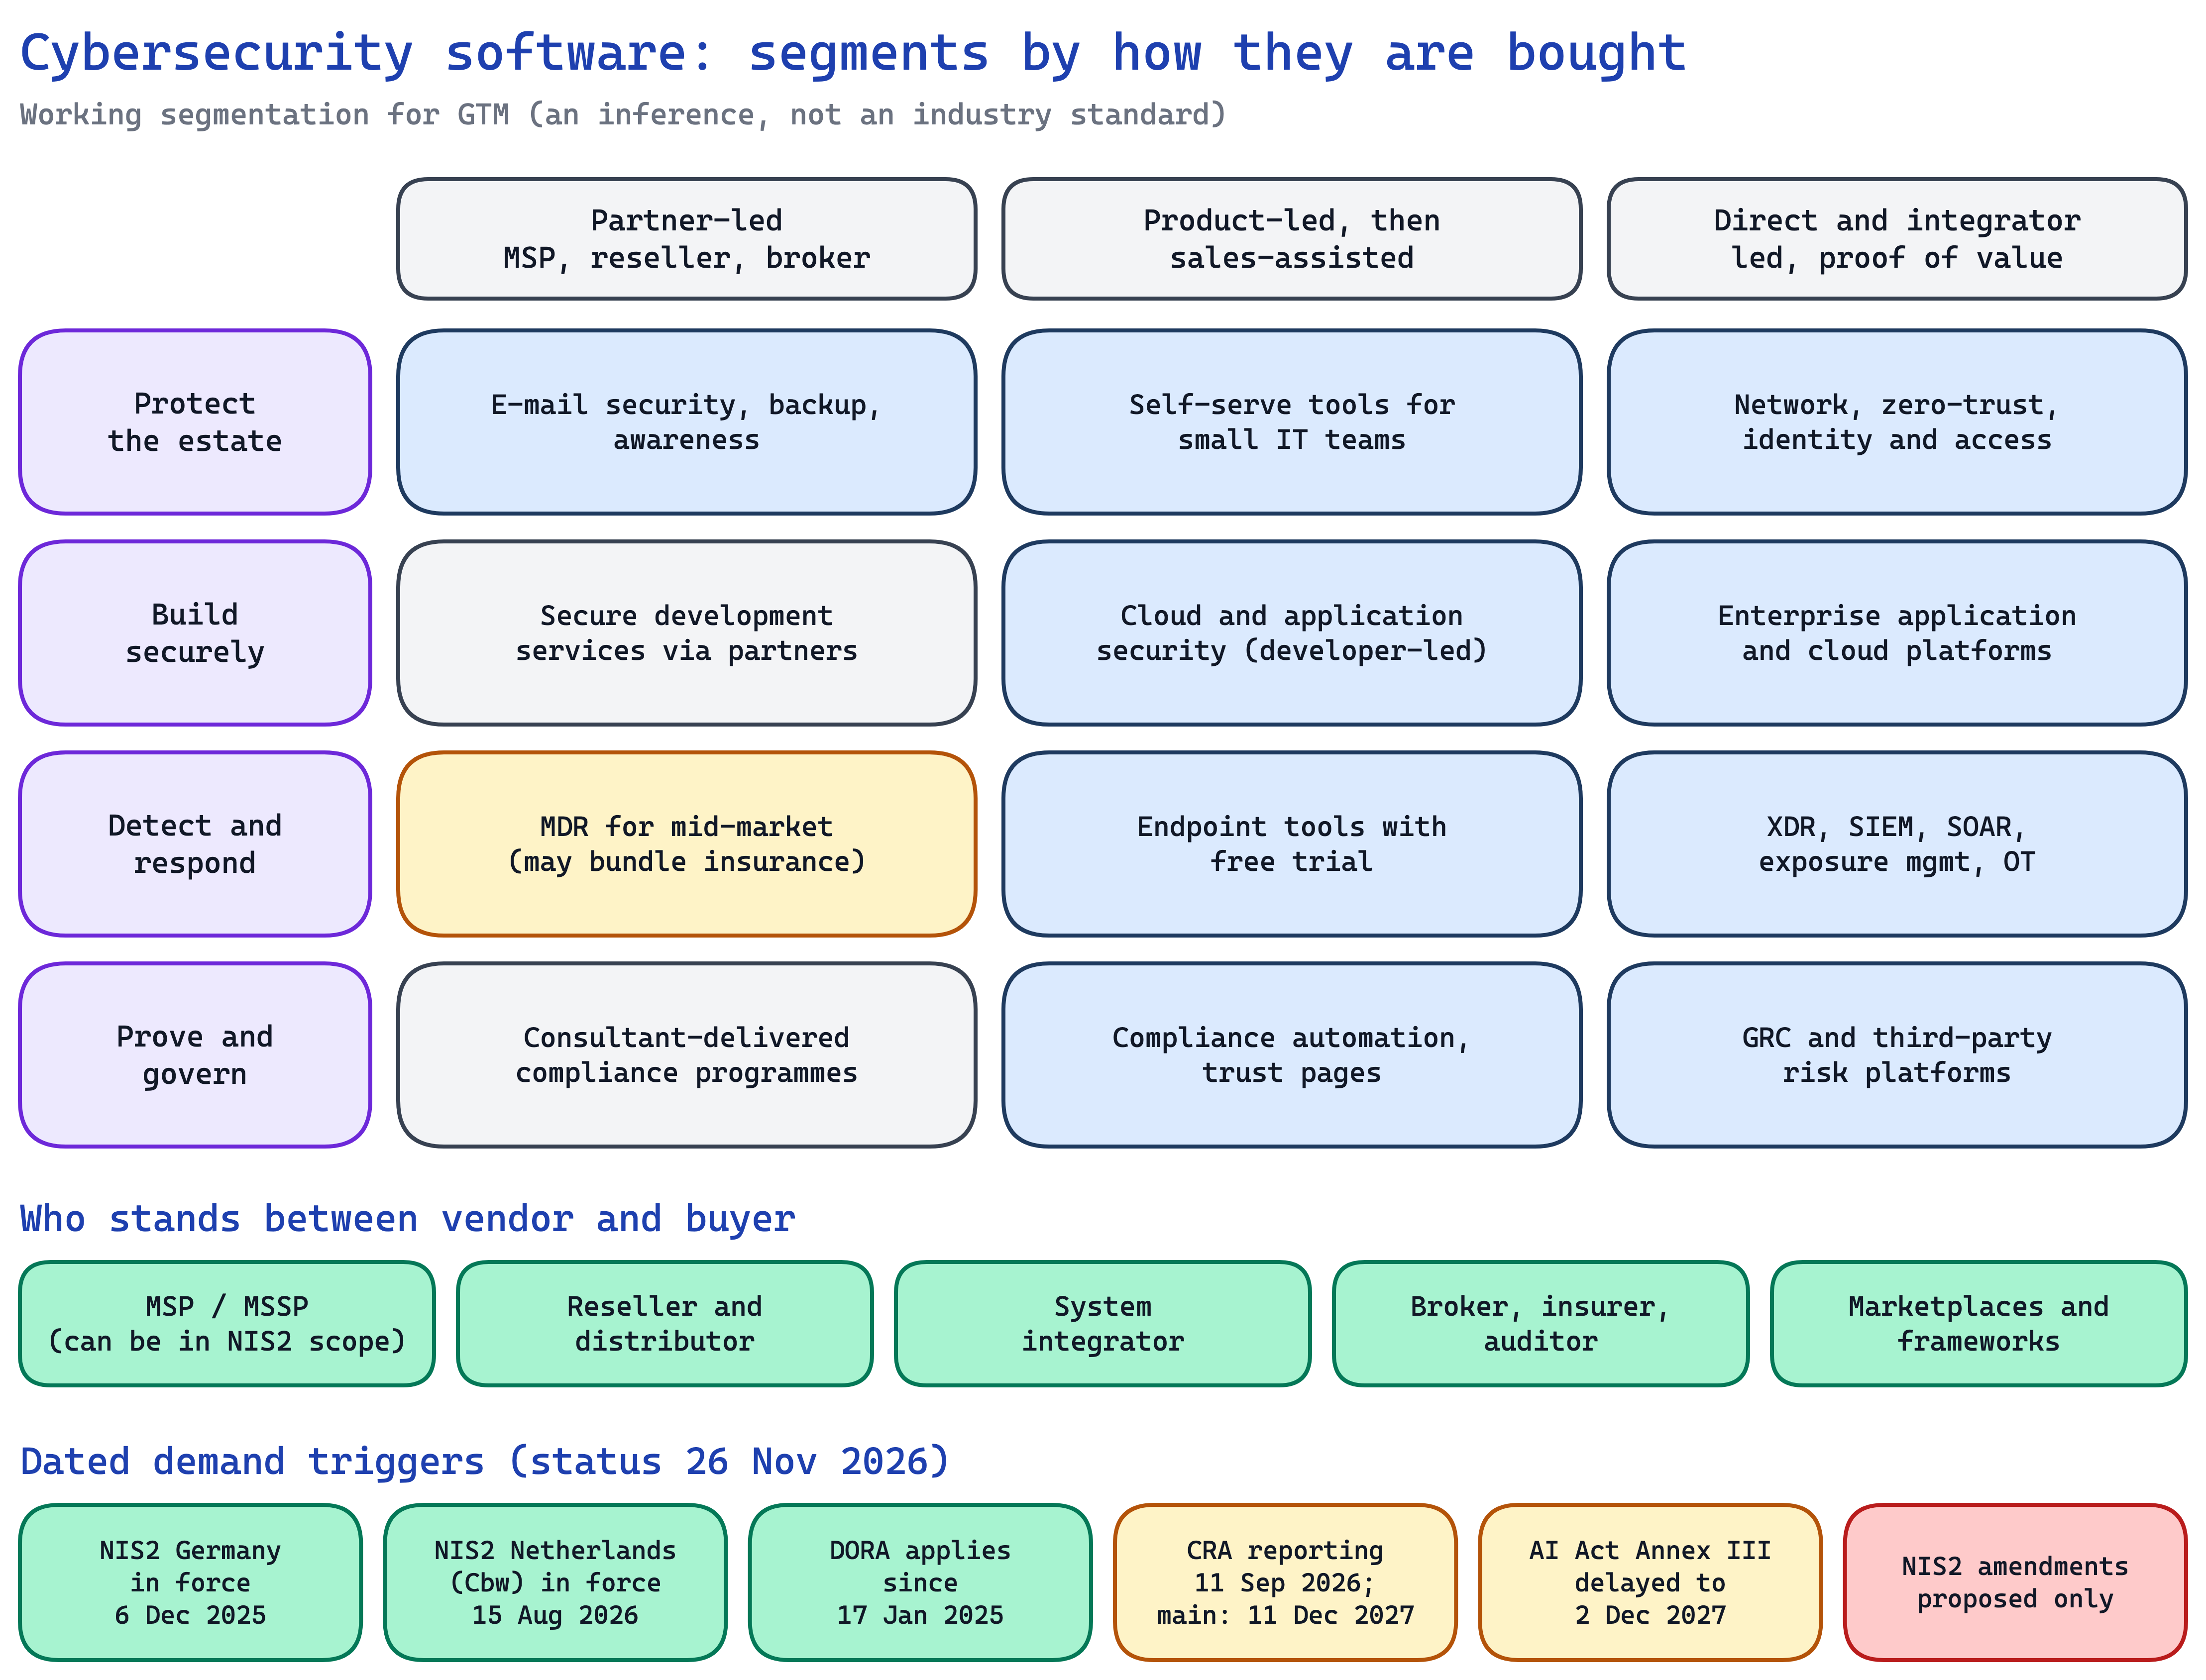 Cybersecurity software: segments by how they are bought
Working segmentation for GTM (an inference, not an industry standard)
Partner-led
MSP, reseller, broker
Product-led, then
sales-assisted
Direct and integrator
led, proof of value
Protect
the estate
E-mail security, backup,
awareness
Self-serve tools for
small IT teams
Network, zero-trust,
identity and access
Build
securely
Secure development
services via partners
Cloud and application
security (developer-led)
Enterprise application
and cloud platforms
Detect and
respond
MDR for mid-market
(may bundle insurance)
Endpoint tools with
free trial
XDR, SIEM, SOAR,
exposure mgmt, OT
Prove and
govern
Consultant-delivered
compliance programmes
Compliance automation,
trust pages
GRC and third-party
risk platforms
Who stands between vendor and buyer
MSP / MSSP
(can be in NIS2 scope)
Reseller and
distributor
System
integrator
Broker, insurer,
auditor
Marketplaces and
frameworks
Dated demand triggers (status 26 Nov 2026)
NIS2 Germany
in force
6 Dec 2025
NIS2 Netherlands
(Cbw) in force
15 Aug 2026
DORA applies
since
17 Jan 2025
CRA reporting
11 Sep 2026;
main: 11 Dec 2027
AI Act Annex III
delayed to
2 Dec 2027
NIS2 amendments
proposed only